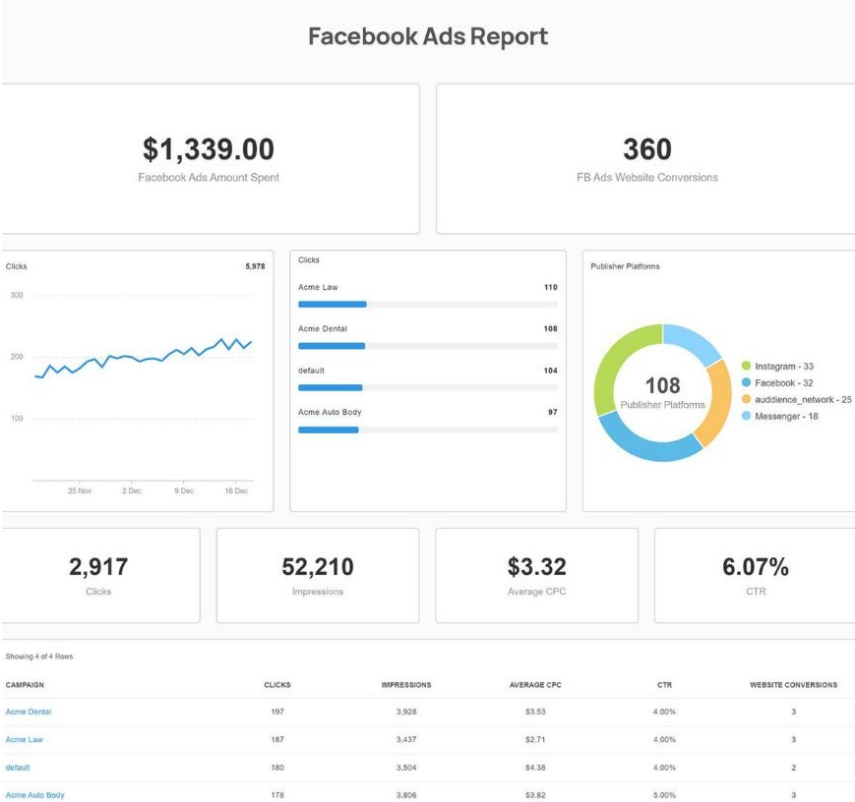 Facebook Ads Report
$1,339.00
Facebook Ads Amount Spent
360
FB Ads Website Conversions
Clicks 5,978
300
200
100
25 Nov 2 Dec 9 Dec 16 Dec
Clicks
Acme Law 110
Acme Dental 108
default 104
Acme Auto Body 97
Publisher Platforms
108
Publisher Platforms
Instagram - 33
Facebook - 32
auddience_network - 25
Messenger - 18
2,917
Clicks
52,210
Impressions
$3.32
Average CPC
6.07%
CTR
Showing 4 of 4 Rows
CAMPAIGN CLICKS IMPRESSIONS AVERAGE CPC CTR WEBSITE CONVERSIONS
Acme Dental 197 3,928 $3.53 4.00% 3
Acme Law 187 3,437 $2.71 4.00% 3
default 180 3,504 $4.38 4.00% 2
Acme Auto Body 178 3,806 $3.82 5.00% 3